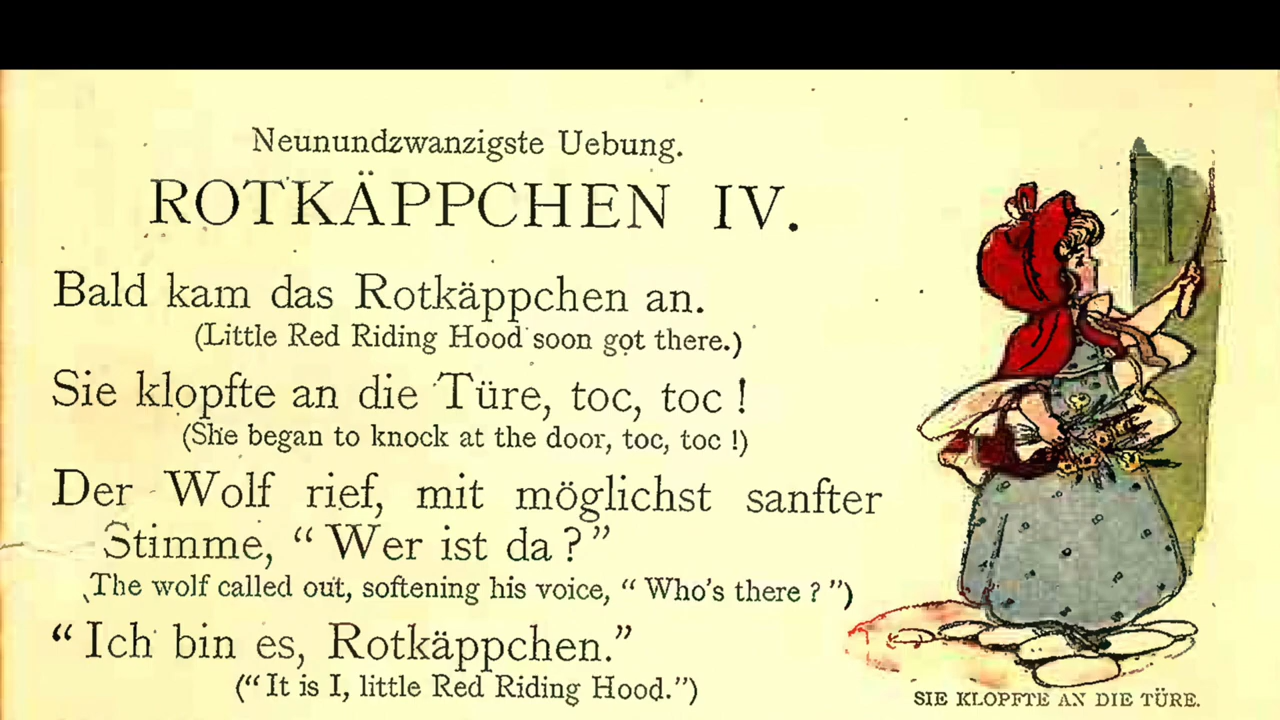 Neunundzwanzigste Uebung.
ROTKÄPPCHEN IV.
Bald kam das Rotkäppchen an.
(Little Red Riding Hood soon got there.)
Sie klopfte an die Türe, toc, toc !
(She began to knock at the door, toc, toc !)
Der Wolf rief, mit möglichst sanfter
Stimme, “ Wer ist da ? ”
(The wolf called out, softening his voice, “ Who's there ? ”)
“ Ich bin es, Rotkäppchen.”
(“ It is I, little Red Riding Hood.”)
SIE KLOPFTE AN DIE TÜRE.